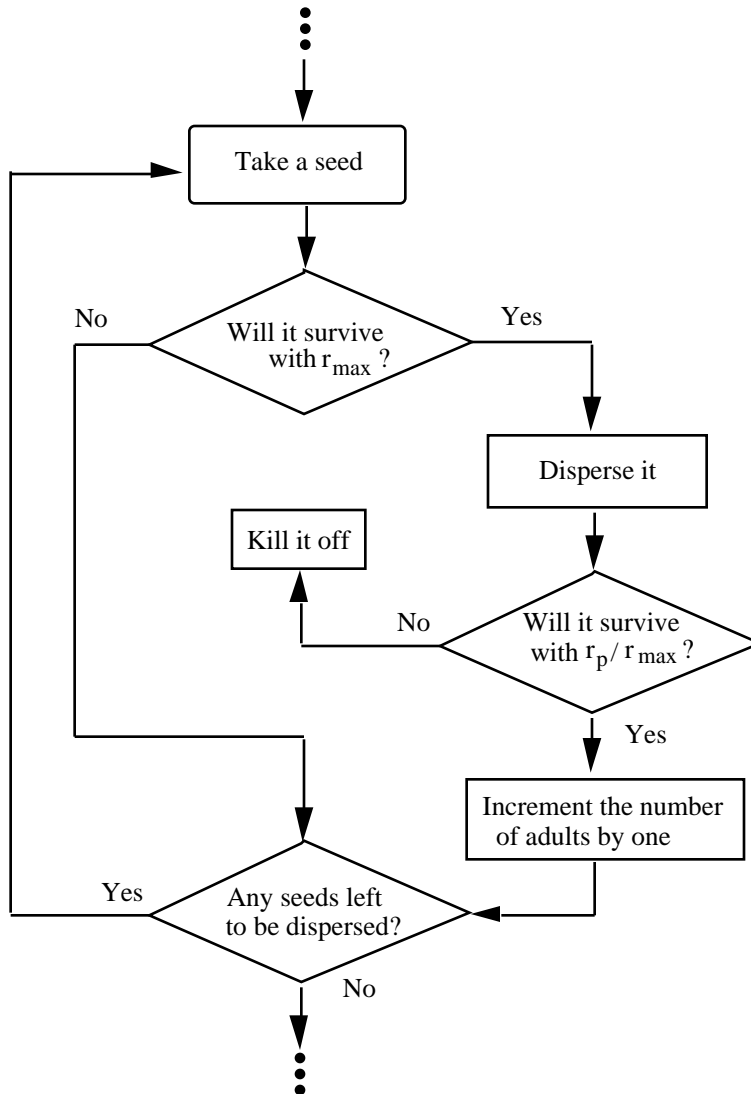 Take a seed
No
Yes
Will it survive
with r_max ?
Disperse it
Kill it off
No
Will it survive
with r_p / r_max ?
Yes
Increment the number
of adults by one
Yes
Any seeds left
to be dispersed?
No